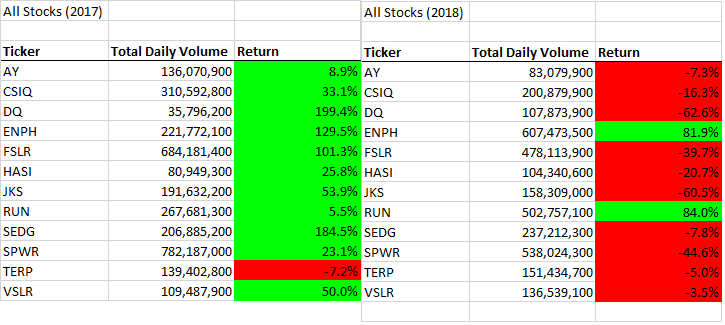 All Stocks (2017)
Ticker Total Daily Volume Return
AY 136,070,900 8.9%
CSIQ 310,592,800 33.1%
DQ 35,796,200 199.4%
ENPH 221,772,100 129.5%
FSLR 684,181,400 101.3%
HASI 80,949,300 25.8%
JKS 191,632,200 53.9%
RUN 267,681,300 5.5%
SEDG 206,885,200 184.5%
SPWR 782,187,000 23.1%
TERP 139,402,800 -7.2%
VSLR 109,487,900 50.0%
All Stocks (2018)
Ticker Total Daily Volume Return
AY 83,079,900 -7.3%
CSIQ 200,879,900 -16.3%
DQ 107,873,900 -62.6%
ENPH 607,473,500 81.9%
FSLR 478,113,900 -39.7%
HASI 104,340,600 -20.7%
JKS 158,309,000 -60.5%
RUN 502,757,100 84.0%
SEDG 237,212,300 -7.8%
SPWR 538,024,300 -44.6%
TERP 151,434,700 -5.0%
VSLR 136,539,100 -3.5%